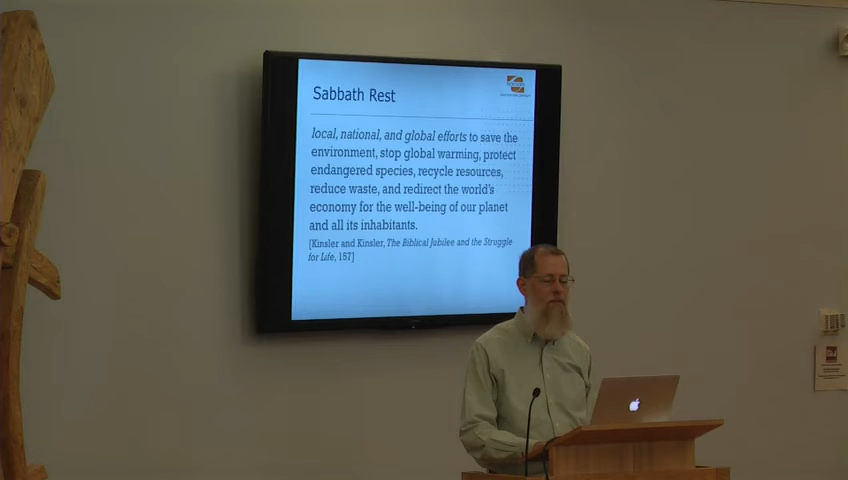 Sabbath Rest
local, national, and global efforts to save the
environment, stop global warming, protect
endangered species, recycle resources,
reduce waste, and redirect the world's
economy for the well-being of our planet
and all its inhabitants.
[Kinsler and Kinsler, The Biblical Jubilee and the Struggle
for Life, 157]